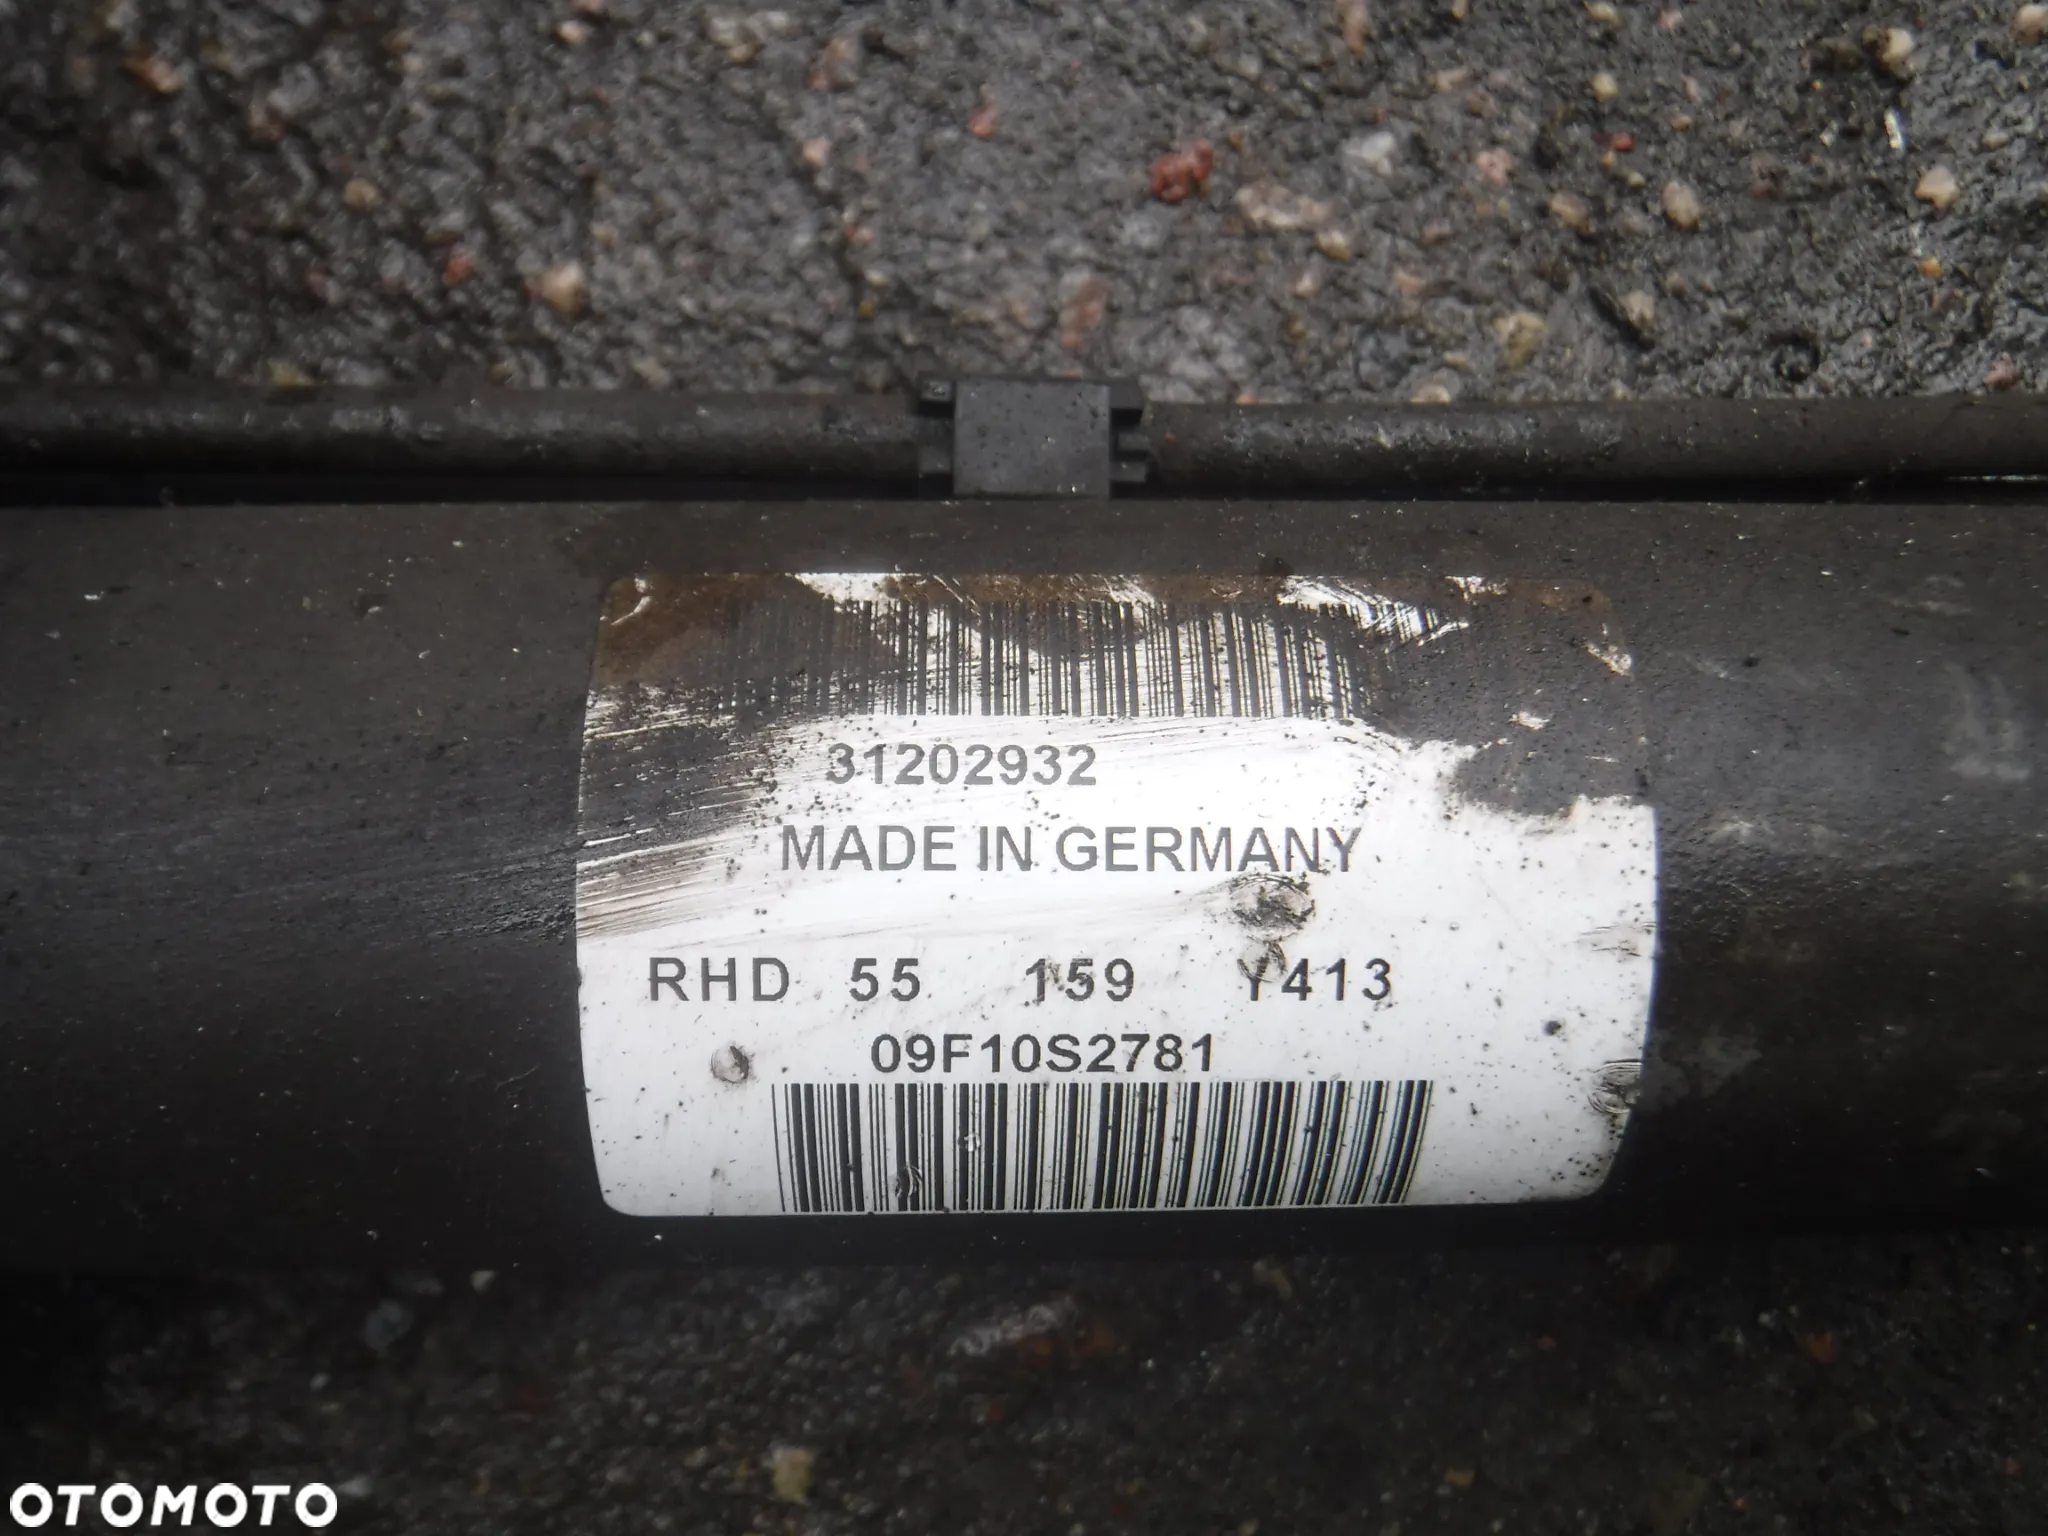 31202932
MADE IN GERMANY
RHD 55 159 Y413
09F10S2781
OTOMOTO